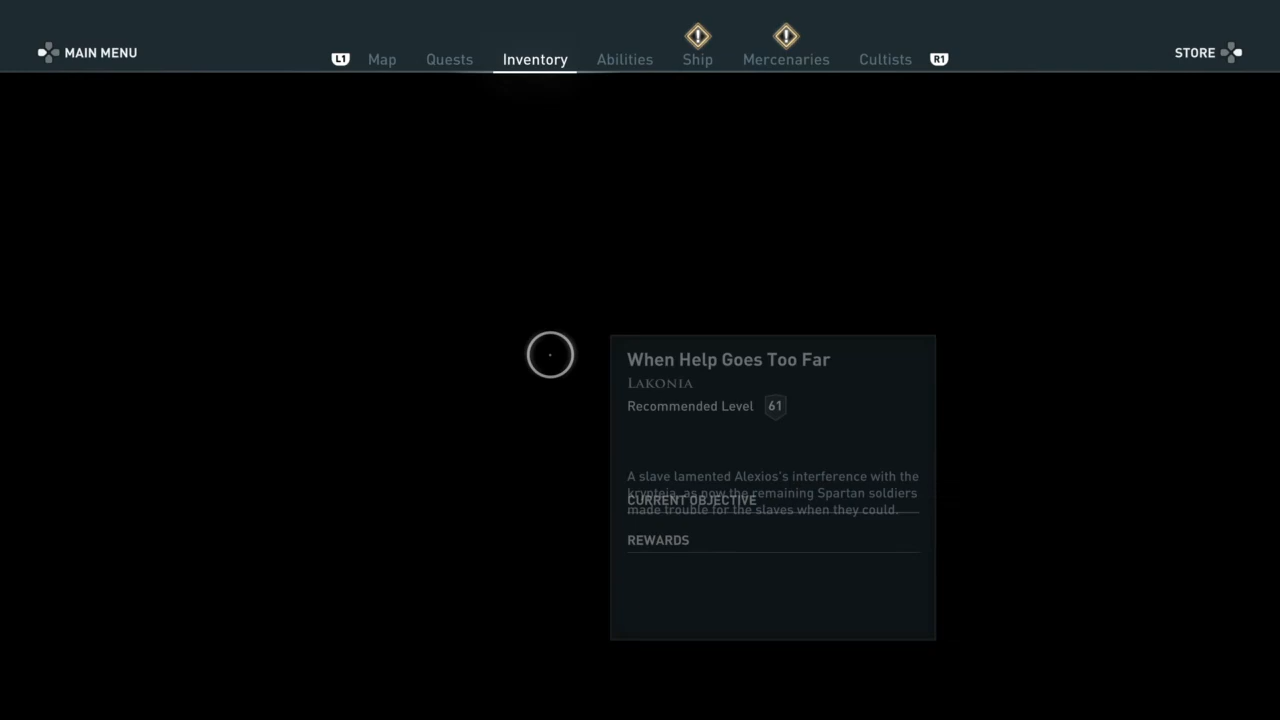 MAIN MENU
L1 Map Quests Inventory Abilities Ship Mercenaries Cultists R1
STORE
When Help Goes Too Far
LAKONIA
Recommended Level 61
A slave lamented Alexios's interference with the
krypteia, as now the remaining Spartan soldiers
CURRENT OBJECTIVE
made trouble for the slaves when they could.
REWARDS